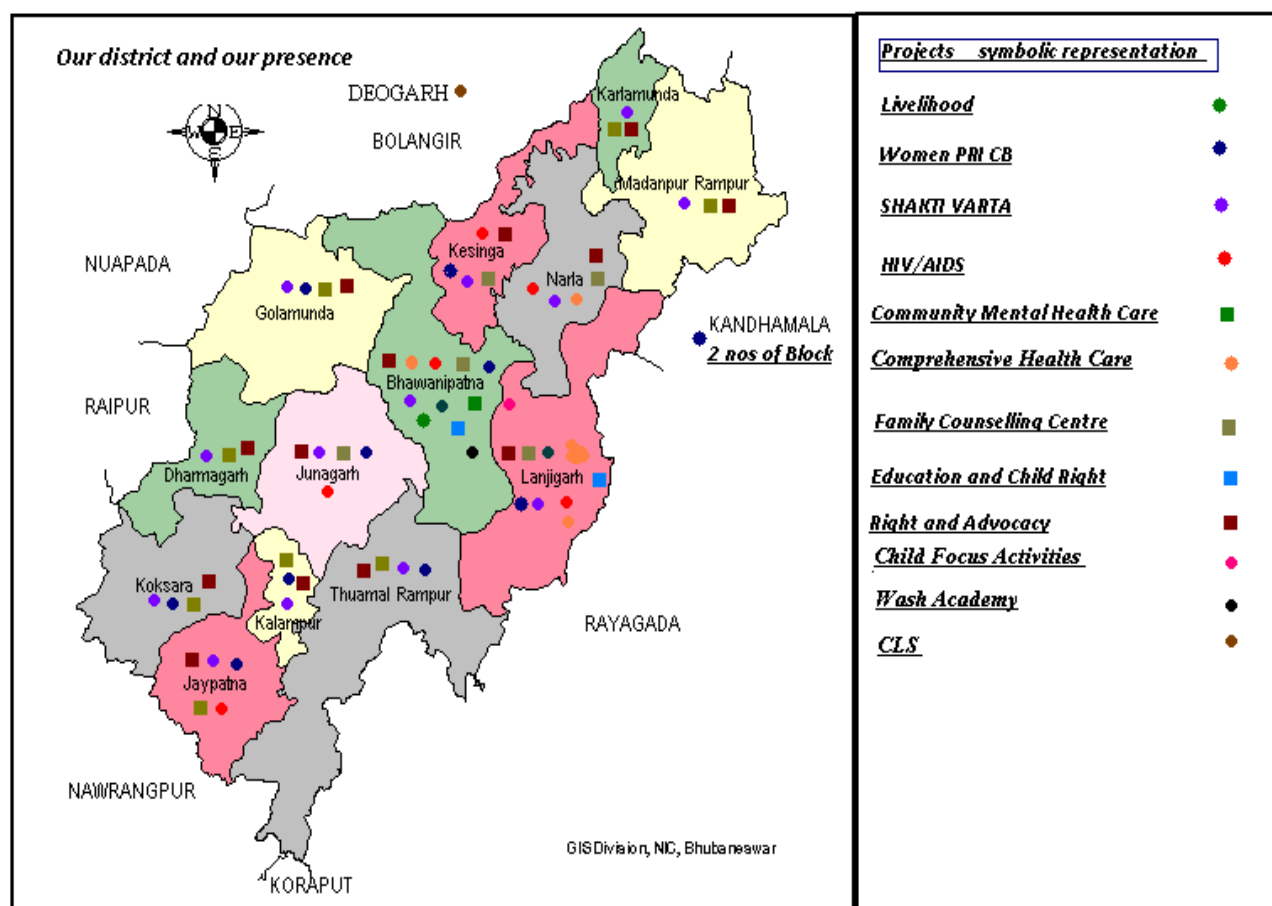 Our district and our presence
N
W
E
S
DEOGARH
BOLANGIR
Karlamunda
Madanpur Rampur
NUAPADA
Kesinga
Narla
Golamunda
KANDHAMALA
2 nos of Block
Bhawanipatna
RAIPUR
Dharmagarh
Junagarh
Lanjigarh
Koksara
Kalampur
Thuamal Rampur
RAYAGADA
Jaypatna
NAWRANGPUR
GISDivision, NIC, Bhubaneswar
KORAPUT
Projects symbolic representation
Livelihood
Women PRI CB
SHAKTI VARTA
HIV/AIDS
Community Mental Health Care
Comprehensive Health Care
Family Counselling Centre
Education and Child Right
Right and Advocacy
Child Focus Activities
Wash Academy
CLS